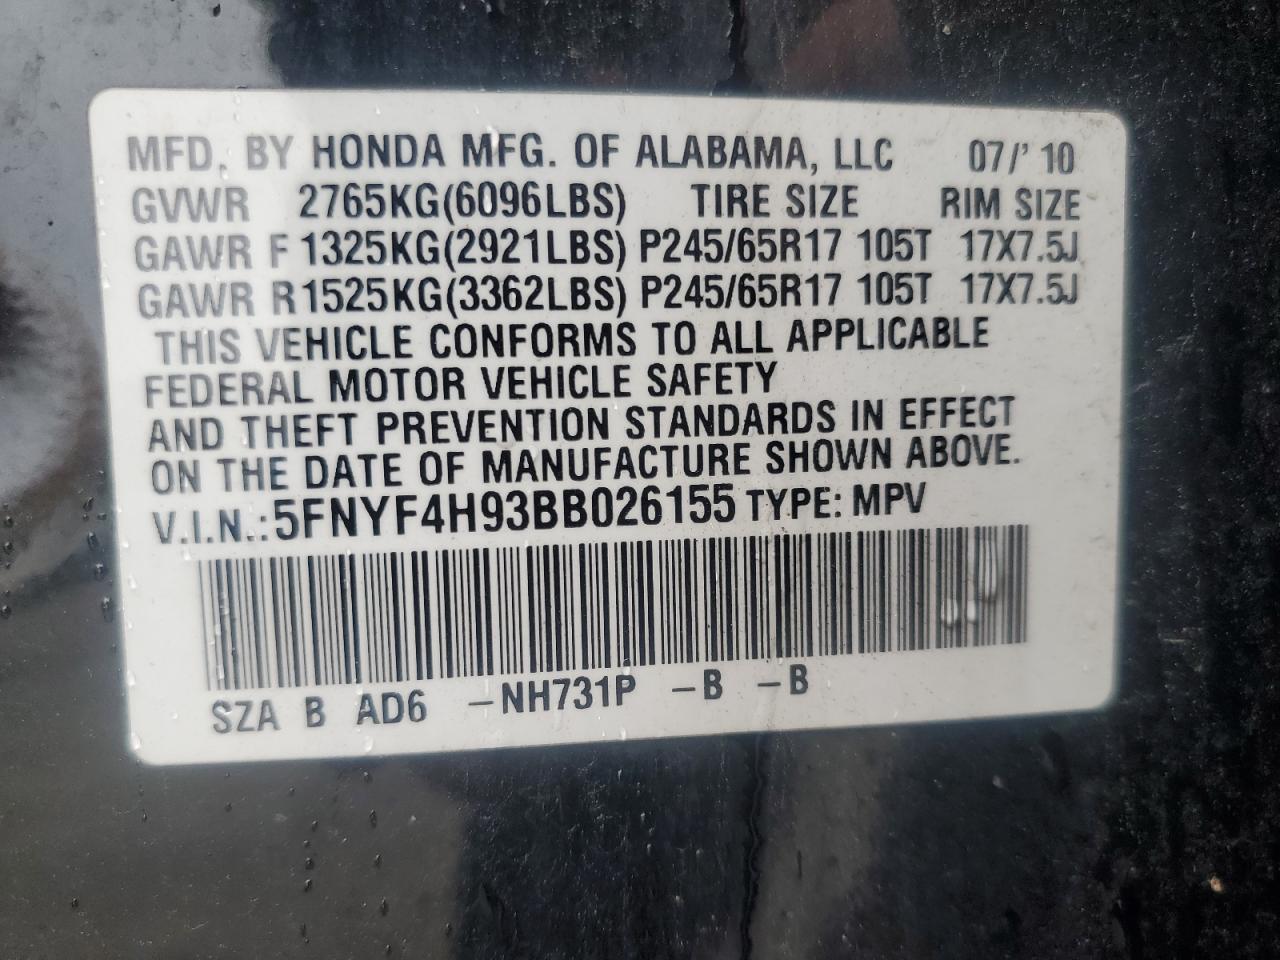 MFD. BY HONDA MFG. OF ALABAMA, LLC 07/' 10
GVWR 2765KG(6096LBS) TIRE SIZE RIM SIZE
GAWR F 1325KG(2921LBS) P245/65R17 105T 17X7.5J
GAWR R 1525KG(3362LBS) P245/65R17 105T 17X7.5J
THIS VEHICLE CONFORMS TO ALL APPLICABLE
FEDERAL MOTOR VEHICLE SAFETY
AND THEFT PREVENTION STANDARDS IN EFFECT
ON THE DATE OF MANUFACTURE SHOWN ABOVE.
V.I.N.: 5FNYF4H93BB026155 TYPE: MPV
SZA B AD6 -NH731P -B -B